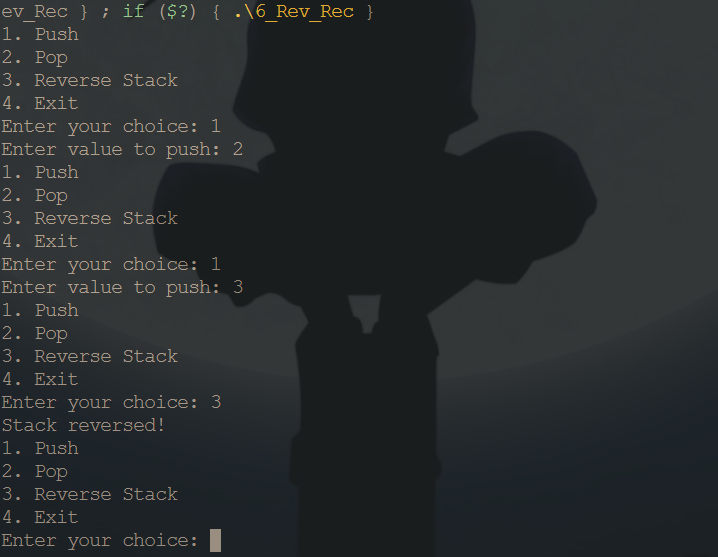 ev_Rec } ; if ($?) { .\6_Rev_Rec }
1. Push
2. Pop
3. Reverse Stack
4. Exit
Enter your choice: 1
Enter value to push: 2
1. Push
2. Pop
3. Reverse Stack
4. Exit
Enter your choice: 1
Enter value to push: 3
1. Push
2. Pop
3. Reverse Stack
4. Exit
Enter your choice: 3
Stack reversed!
1. Push
2. Pop
3. Reverse Stack
4. Exit
Enter your choice: